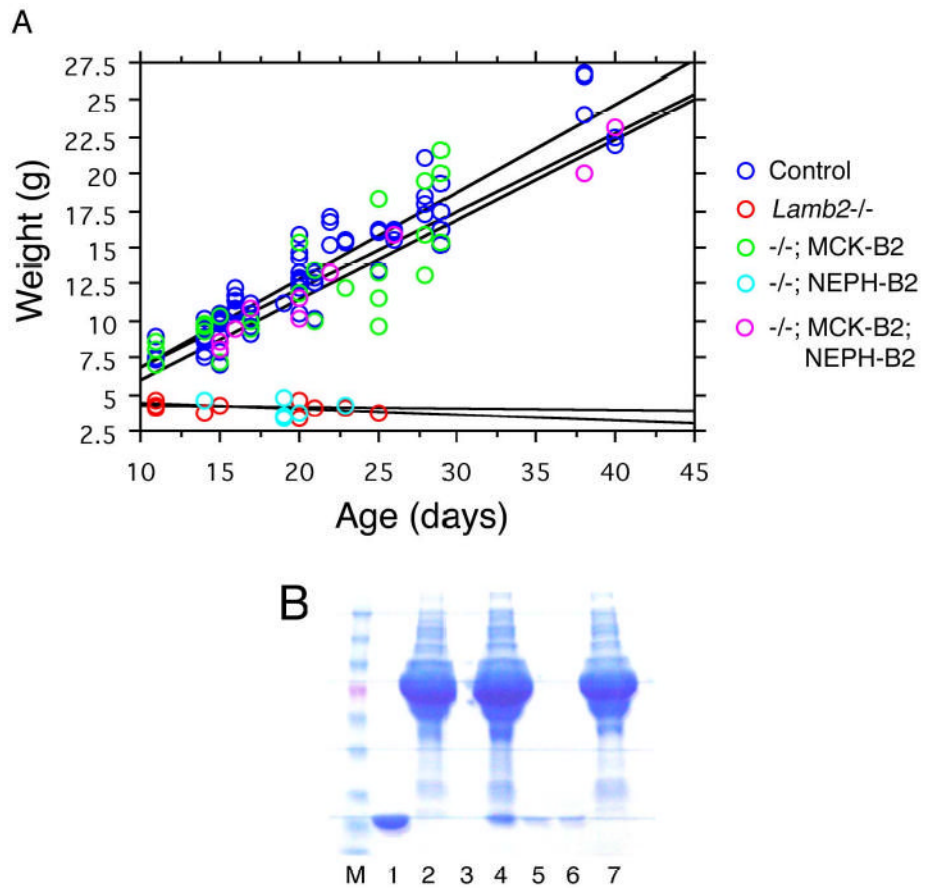 A
27.5
25
22.5
20
17.5
15
12.5
10
7.5
5
2.5
Weight (g)
10 15 20 25 30 35 40 45
Age (days)
Control
Lamb2-/-
-/-; MCK-B2
-/-; NEPH-B2
-/-; MCK-B2;
NEPH-B2
B
M 1 2 3 4 5 6 7